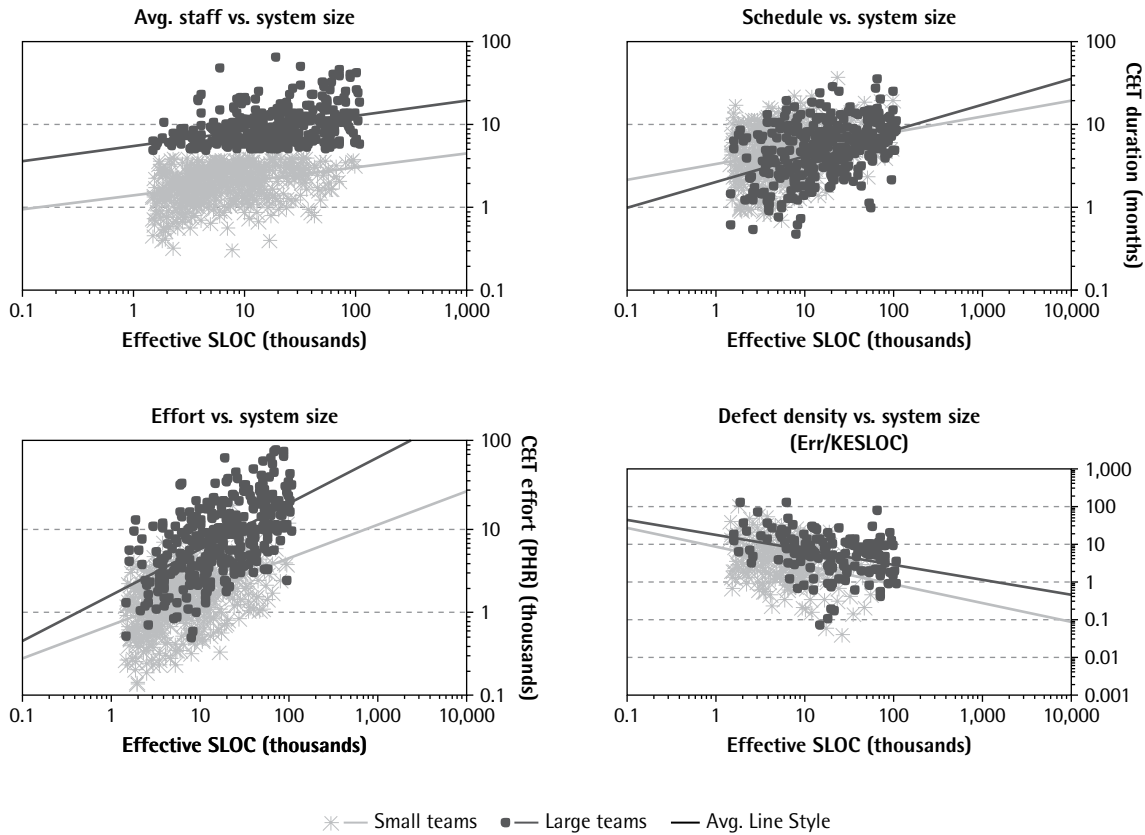 Avg. staff vs. system size
100
10
1
0.1
0.1 1 10 100 1,000
Effective SLOC (thousands)
Schedule vs. system size
100
10
1
0.1
C&T duration (months)
0.1 1 10 100 1,000 10,000
Effective SLOC (thousands)
Effort vs. system size
100
10
1
0.1
C&T effort (PHR) (thousands)
0.1 1 10 100 1,000 10,000
Effective SLOC (thousands)
Defect density vs. system size
(Err/KESLOC)
1,000
100
10
1
0.1
0.01
0.001
0.1 1 10 100 1,000 10,000
Effective SLOC (thousands)
Small teams Large teams Avg. Line Style